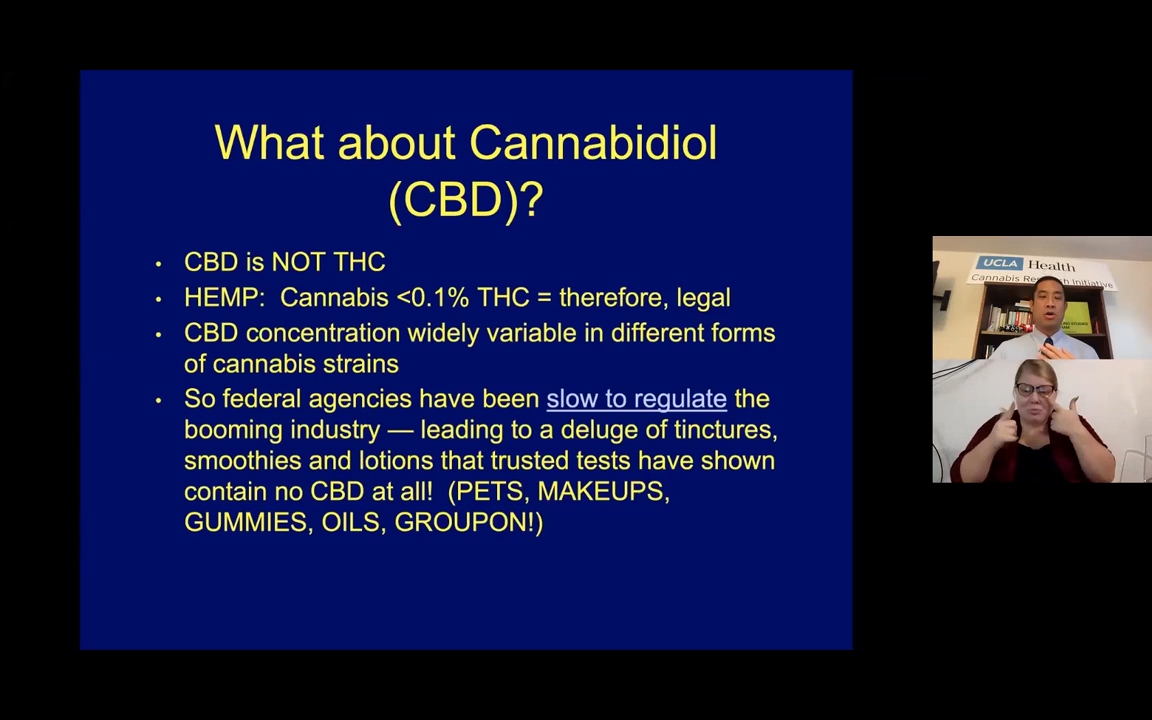 What about Cannabidiol
(CBD)?
• CBD is NOT THC
• HEMP:  Cannabis <0.1% THC = therefore, legal
• CBD concentration widely variable in different forms
of cannabis strains
• So federal agencies have been slow to regulate the
booming industry — leading to a deluge of tinctures,
smoothies and lotions that trusted tests have shown
contain no CBD at all!  (PETS, MAKEUPS,
GUMMIES, OILS, GROUPON!)
UCLA Health
Cannabis Research Initiative